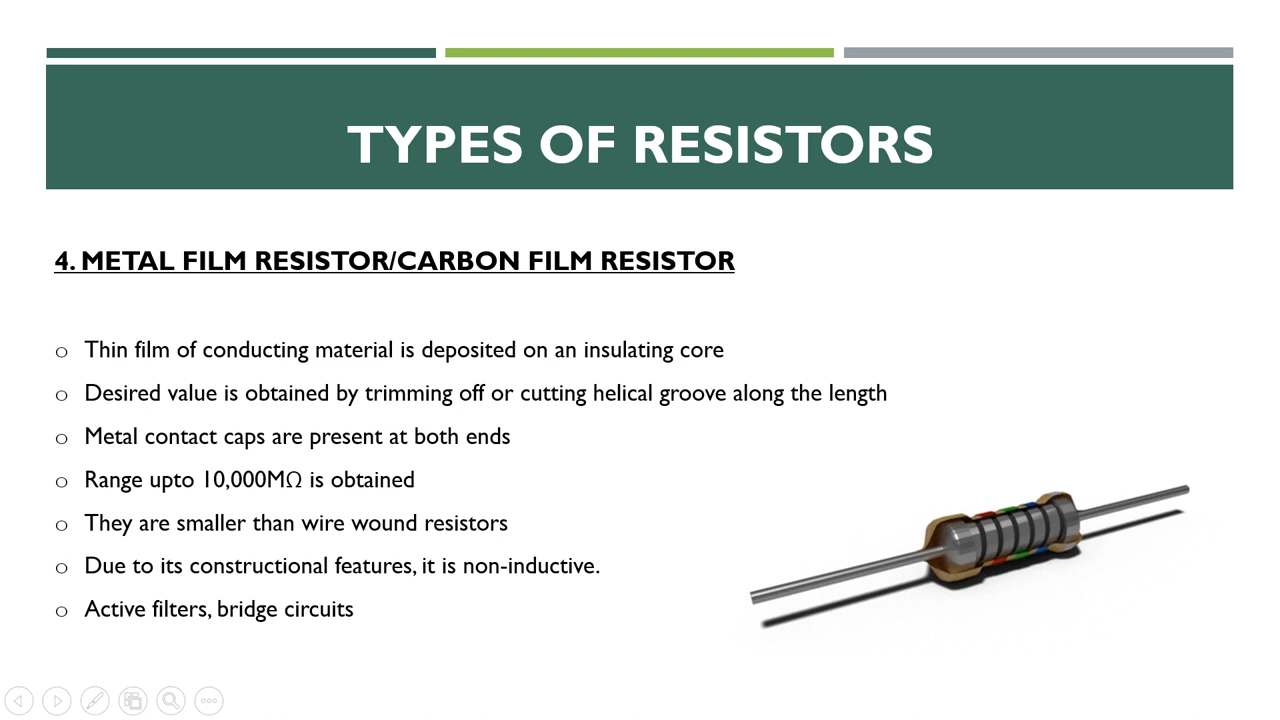 TYPES OF RESISTORS
4. METAL FILM RESISTOR/CARBON FILM RESISTOR
o Thin film of conducting material is deposited on an insulating core
o Desired value is obtained by trimming off or cutting helical groove along the length
o Metal contact caps are present at both ends
o Range upto 10,000MΩ is obtained
o They are smaller than wire wound resistors
o Due to its constructional features, it is non-inductive.
o Active filters, bridge circuits